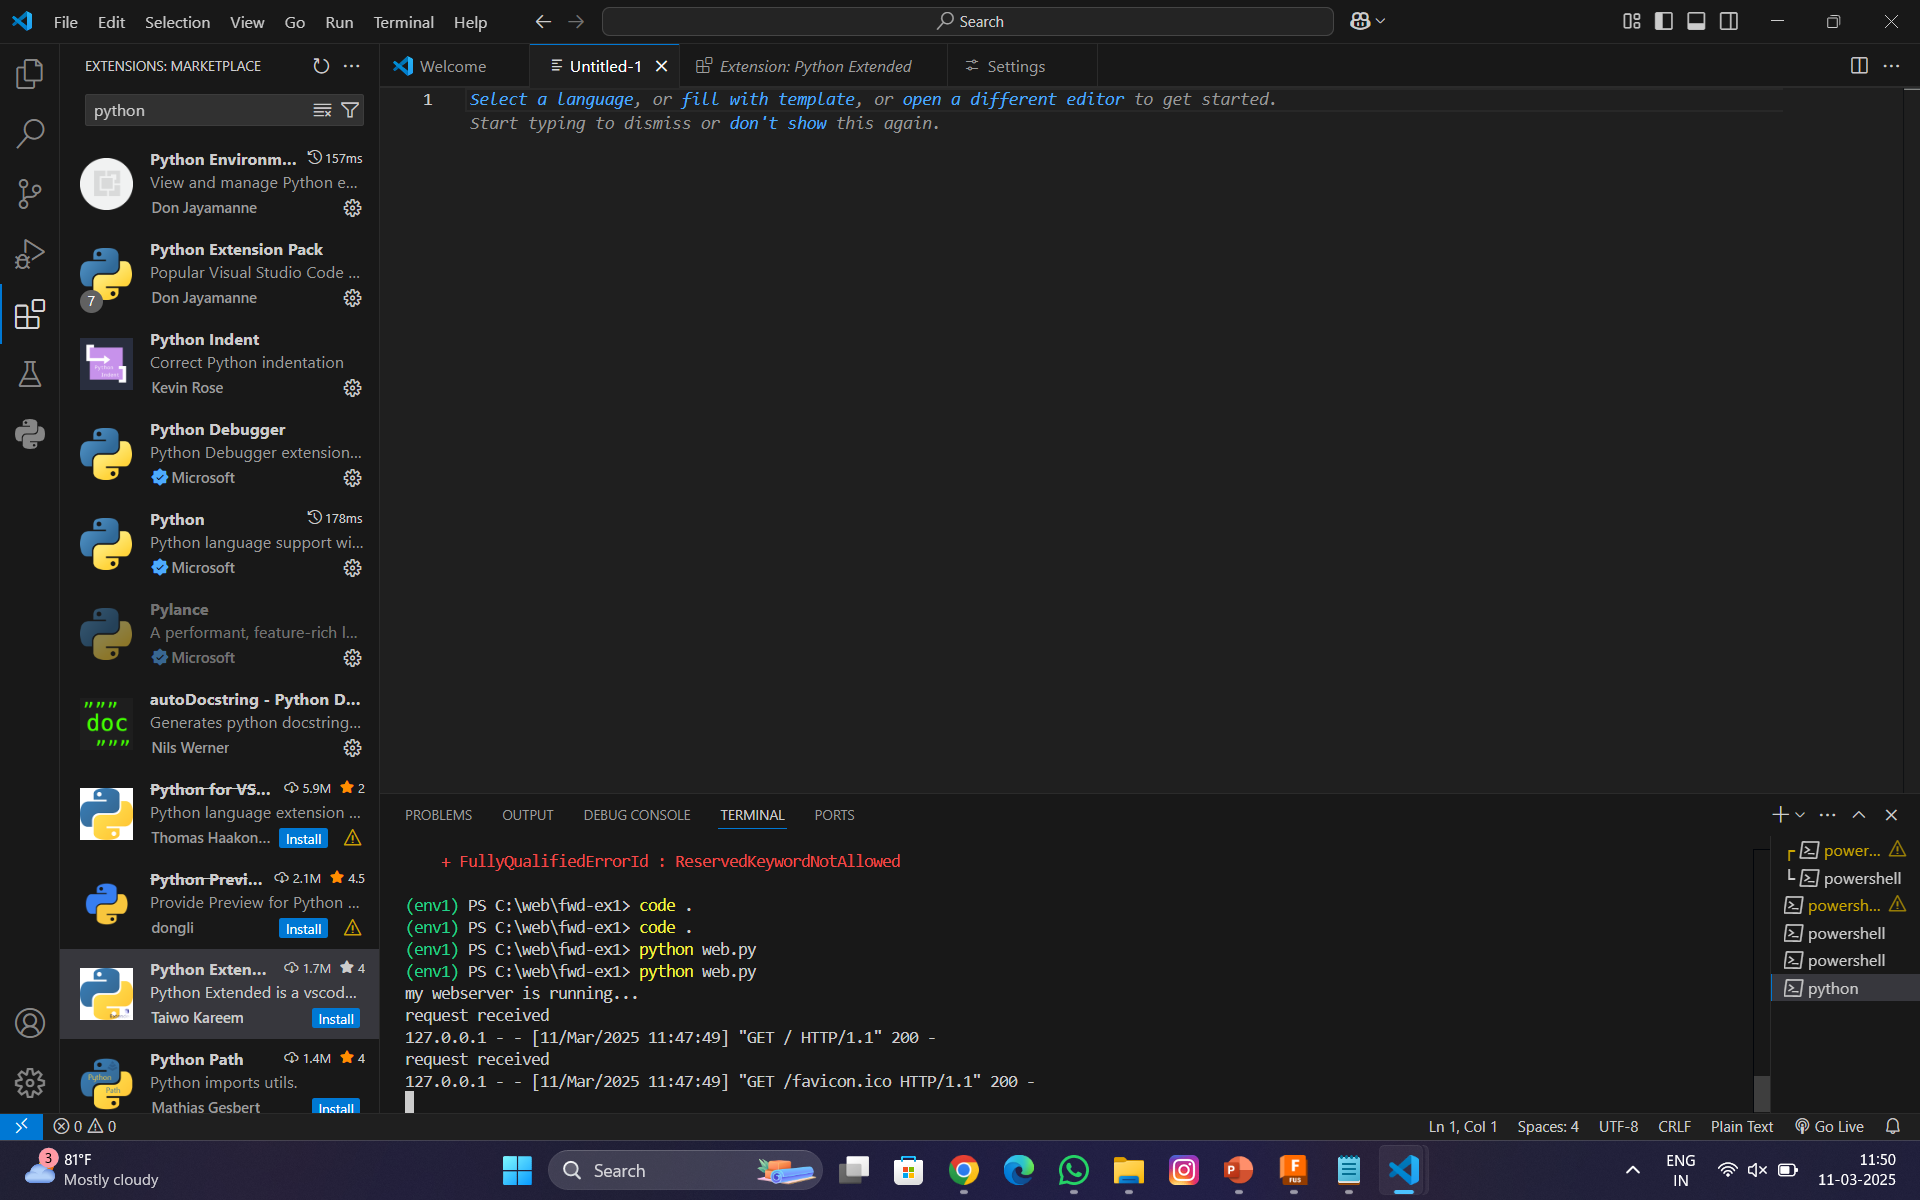 File Edit Selection View Go Run Terminal Help
Search
EXTENSIONS: MARKETPLACE
python
Python Environm... 157ms
View and manage Python e...
Don Jayamanne
Python Extension Pack
Popular Visual Studio Code ...
Don Jayamanne
7
Python Indent
Correct Python indentation
Kevin Rose
Python Debugger
Python Debugger extension...
Microsoft
Python 178ms
Python language support wi...
Microsoft
Pylance
A performant, feature-rich l...
Microsoft
autoDocstring - Python D...
Generates python docstring...
Nils Werner
"""
doc
"""
Python for VS... 5.9M 2
Python language extension ...
Thomas Haakon... Install
Python Previ... 2.1M 4.5
Provide Preview for Python ...
dongli Install
Python Exten... 1.7M 4
Python Extended is a vscod...
Taiwo Kareem Install
Python Path 1.4M 4
Python imports utils.
Mathias Gesbert Install
Welcome Untitled-1 Extension: Python Extended Settings
1 Select a language, or fill with template, or open a different editor to get started.
Start typing to dismiss or don't show this again.
PROBLEMS OUTPUT DEBUG CONSOLE TERMINAL PORTS
+ FullyQualifiedErrorId : ReservedKeywordNotAllowed
(env1) PS C:\web\fwd-ex1> code .
(env1) PS C:\web\fwd-ex1> code .
(env1) PS C:\web\fwd-ex1> python web.py
(env1) PS C:\web\fwd-ex1> python web.py
my webserver is running...
request received
127.0.0.1 - - [11/Mar/2025 11:47:49] "GET / HTTP/1.1" 200 -
request received
127.0.0.1 - - [11/Mar/2025 11:47:49] "GET /favicon.ico HTTP/1.1" 200 -
power...
powershell
powersh...
powershell
powershell
python
0 0
Ln 1, Col 1 Spaces: 4 UTF-8 CRLF Plain Text Go Live
3
81°F
Mostly cloudy
Search
ENG
IN
11:50
11-03-2025